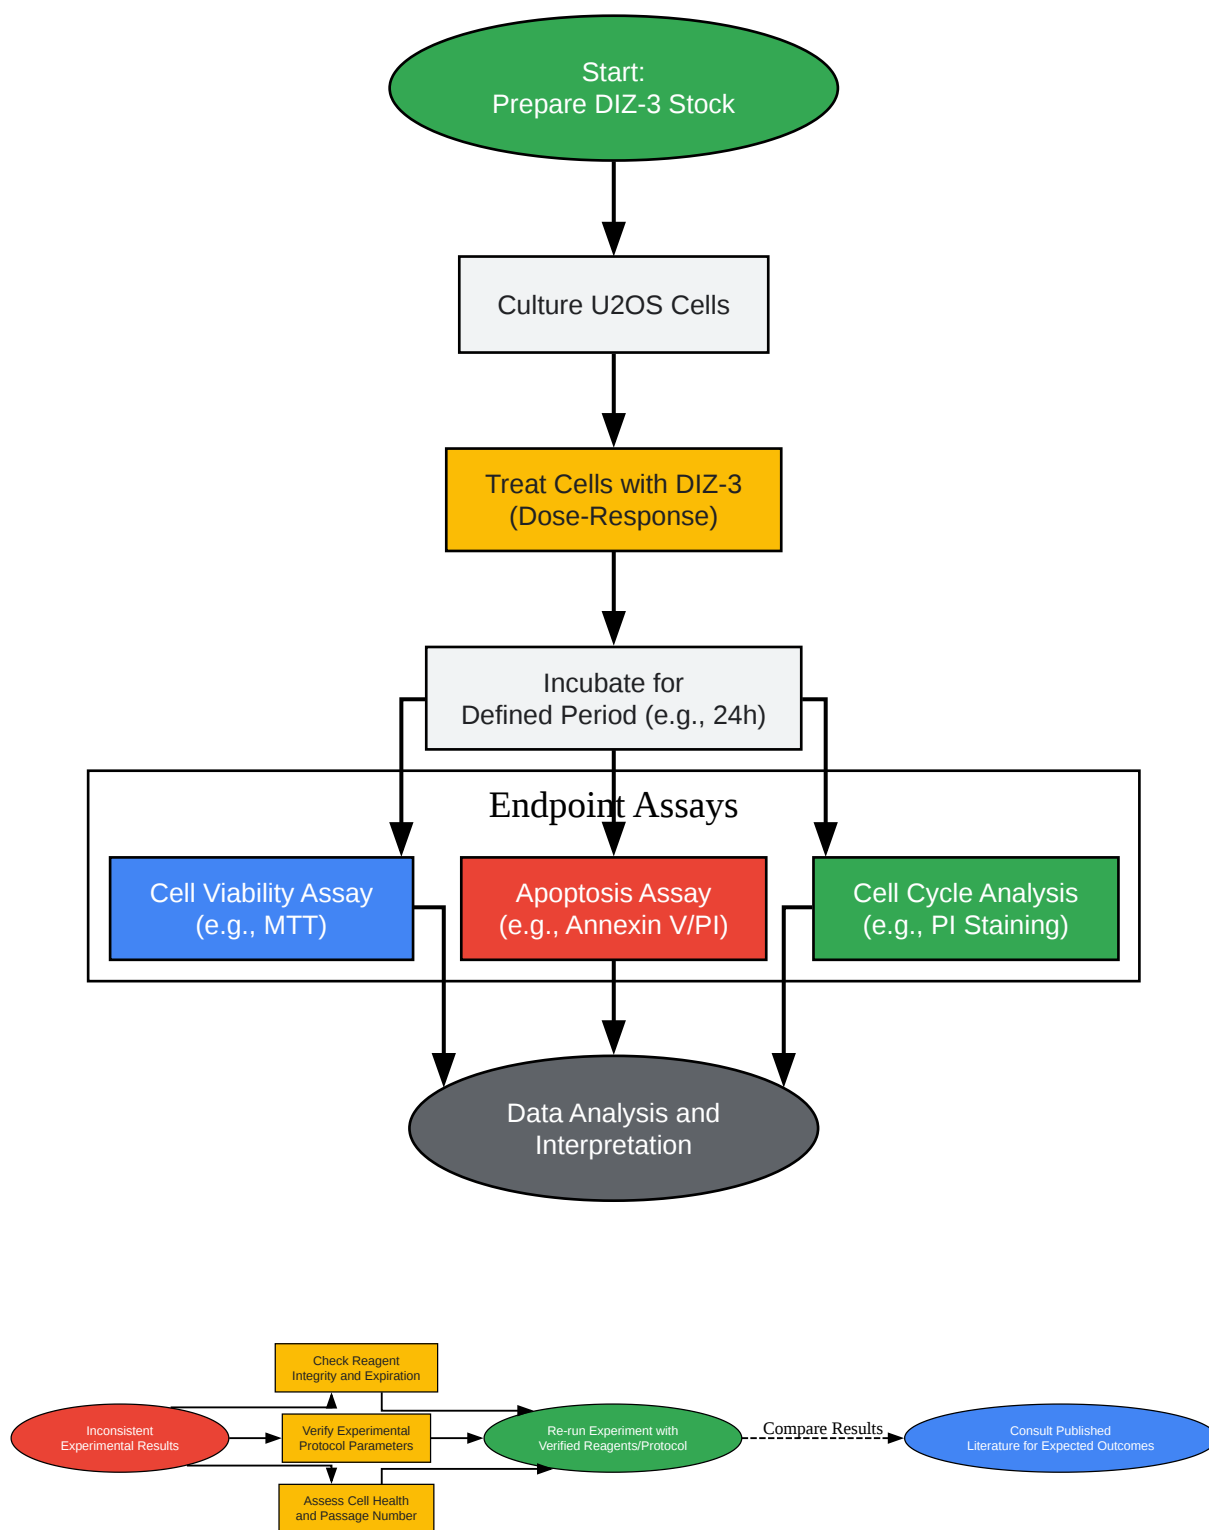 Start:
Prepare DIZ-3 Stock
Culture U2OS Cells
Treat Cells with DIZ-3
(Dose-Response)
Incubate for
Defined Period (e.g., 24h)
Endpoint Assays
Cell Viability Assay
(e.g., MTT)
Apoptosis Assay
(e.g., Annexin V/PI)
Cell Cycle Analysis
(e.g., PI Staining)
Data Analysis and
Interpretation
Check Reagent
Integrity and Expiration
Inconsistent
Experimental Results
Verify Experimental
Protocol Parameters
Re-run Experiment with
Verified Reagents/Protocol
Compare Results
Consult Published
Literature for Expected Outcomes
Assess Cell Health
and Passage Number